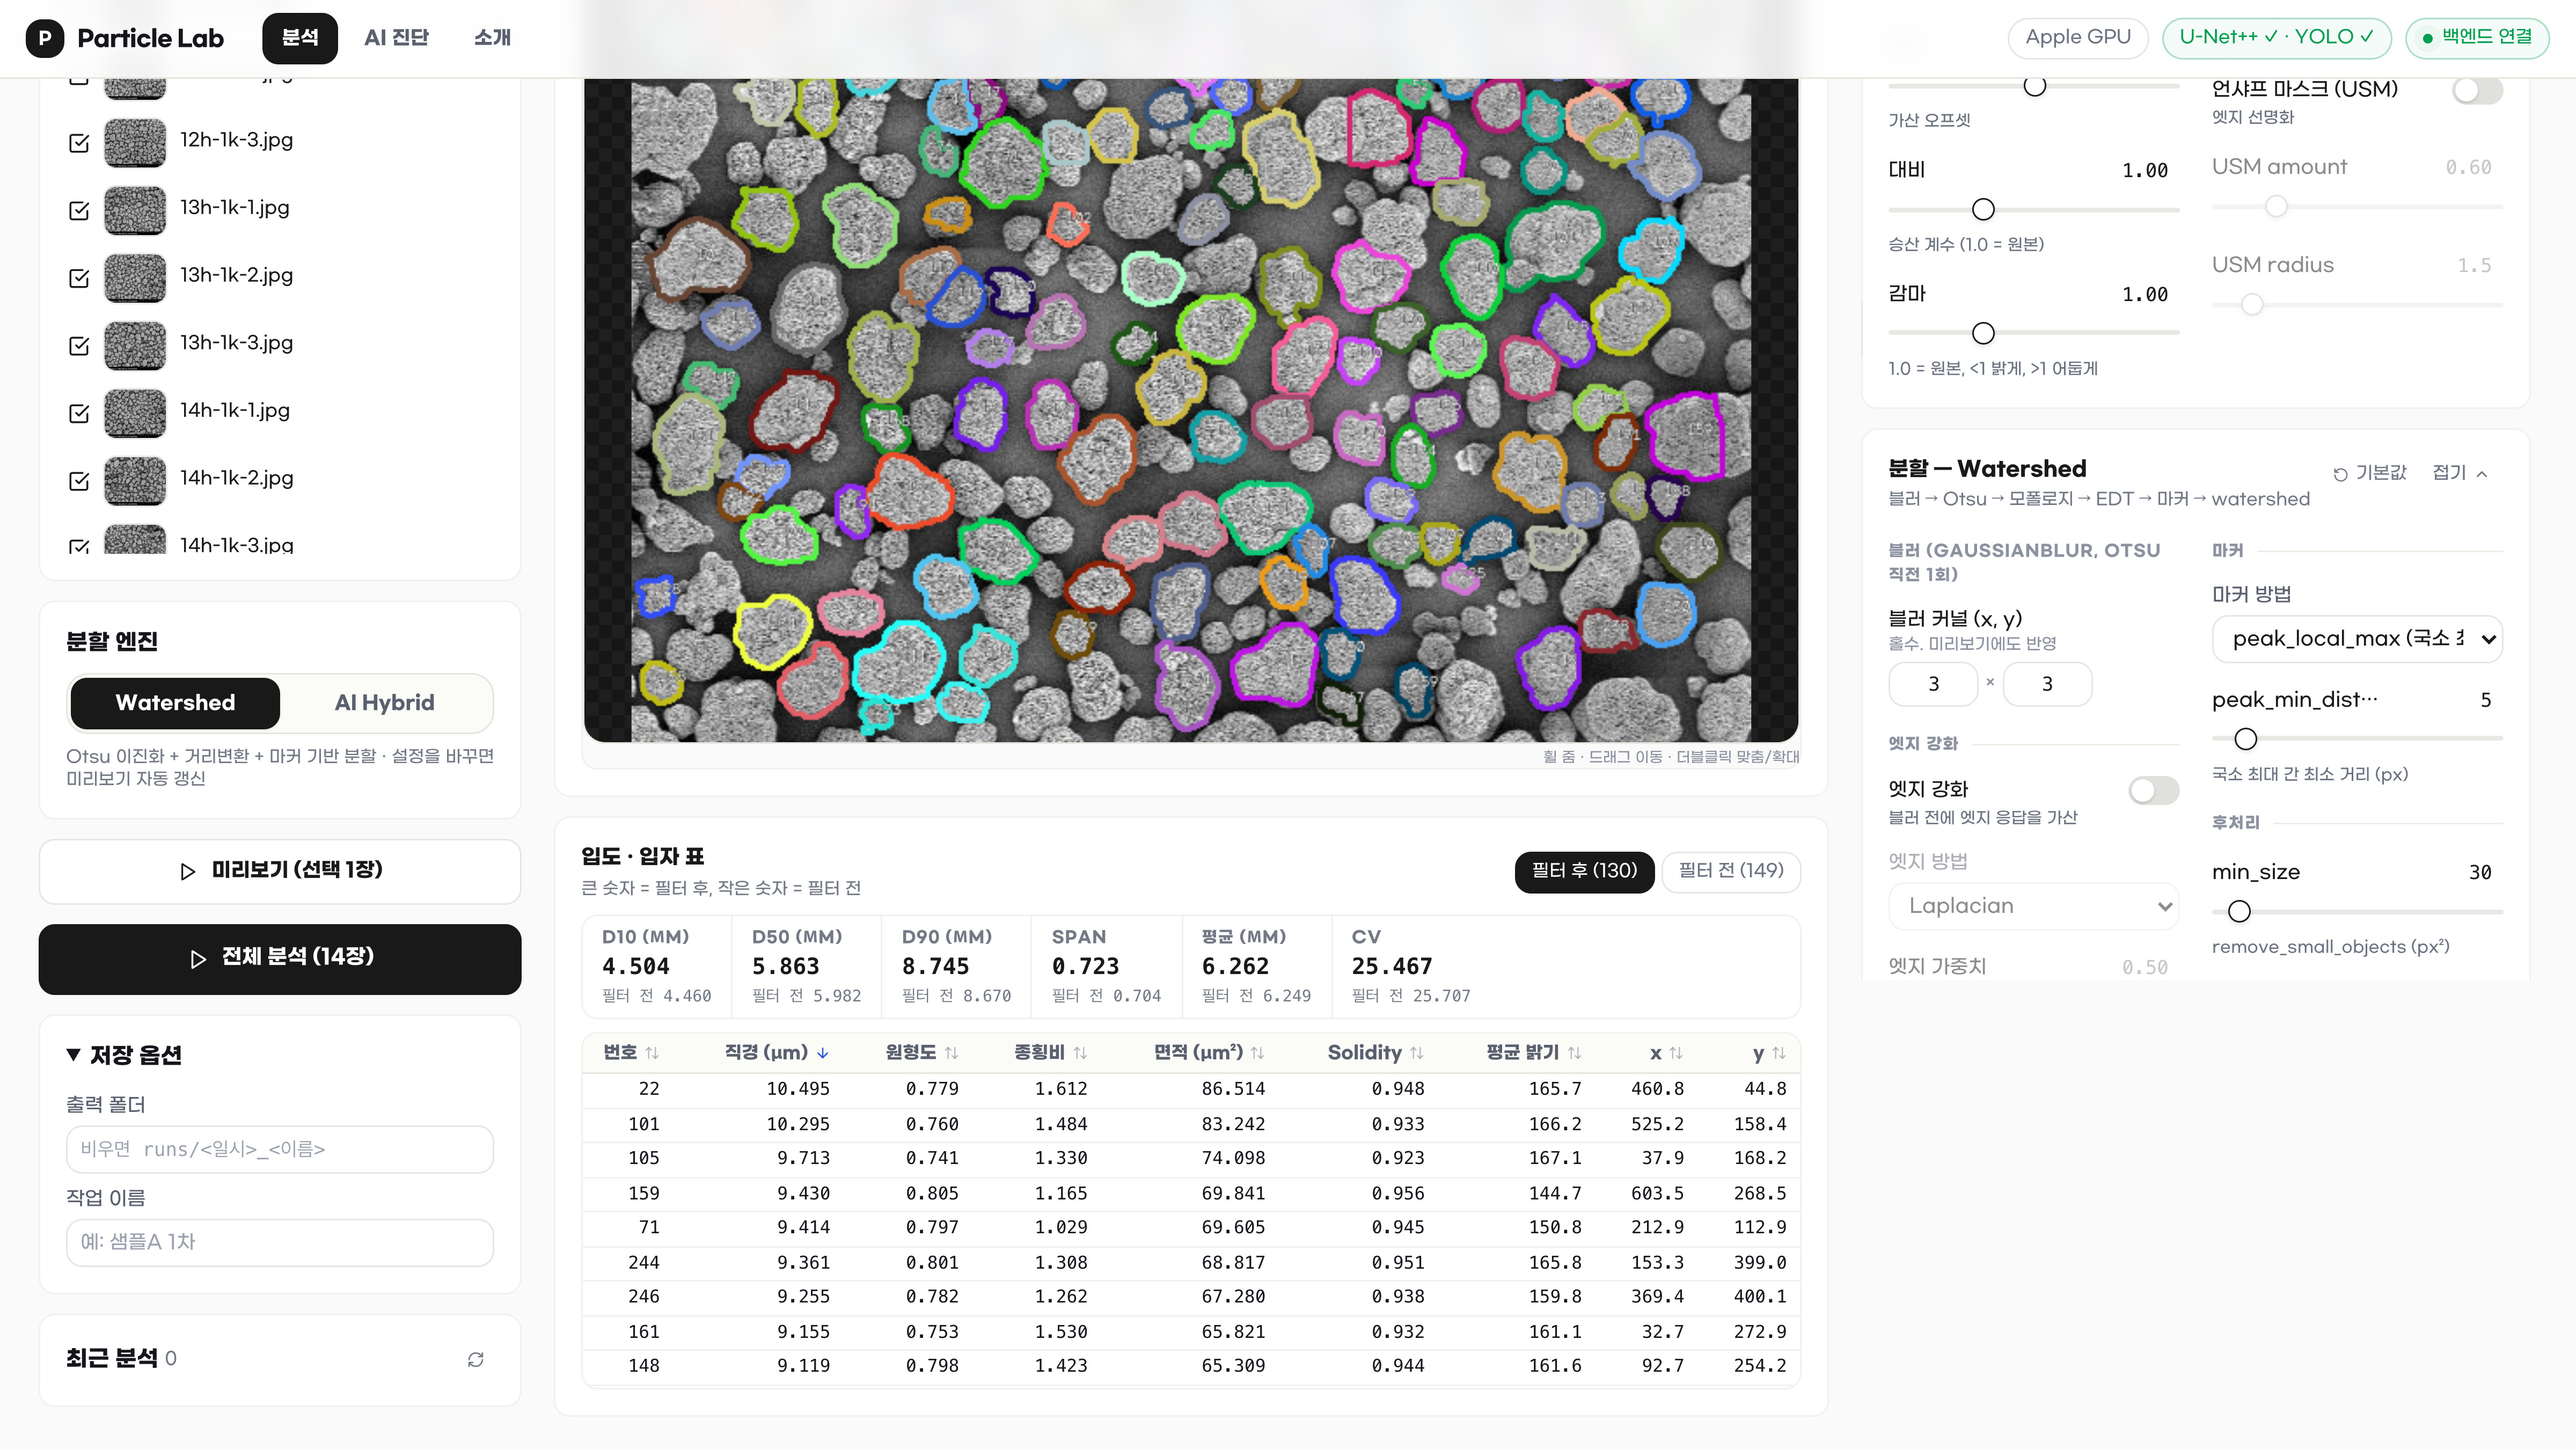 P Particle Lab 분석 AI 진단 소개 Apple GPU U-Net++ ✓ · YOLO ✓ 백엔드 연결
12h-1k-3.jpg
13h-1k-1.jpg
13h-1k-2.jpg
13h-1k-3.jpg
14h-1k-1.jpg
14h-1k-2.jpg
14h-1k-3.jpg
분할 엔진
Watershed AI Hybrid
Otsu 이진화 + 거리변환 + 마커 기반 분할 · 설정을 바꾸면
미리보기 자동 갱신
미리보기 (선택 1장)
전체 분석 (14장)
▼ 저장 옵션
출력 폴더
비우면 runs/<일시>_<이름>
작업 이름
예: 샘플A 1차
최근 분석 0
휠 줌 · 드래그 이동 · 더블클릭 맞춤/확대
입도 · 입자 표
큰 숫자 = 필터 후, 작은 숫자 = 필터 전
필터 후 (130) 필터 전 (149)
D10 (MM) D50 (MM) D90 (MM) SPAN 평균 (MM) CV
4.504 5.863 8.745 0.723 6.262 25.467
필터 전 4.460 필터 전 5.982 필터 전 8.670 필터 전 0.704 필터 전 6.249 필터 전 25.707
번호 직경 (μm) 원형도 종횡비 면적 (μm²) Solidity 평균 밝기 x y
22 10.495 0.779 1.612 86.514 0.948 165.7 460.8 44.8
101 10.295 0.760 1.484 83.242 0.933 166.2 525.2 158.4
105 9.713 0.741 1.330 74.098 0.923 167.1 37.9 168.2
159 9.430 0.805 1.165 69.841 0.956 144.7 603.5 268.5
71 9.414 0.797 1.029 69.605 0.945 150.8 212.9 112.9
244 9.361 0.801 1.308 68.817 0.951 165.8 153.3 399.0
246 9.255 0.782 1.262 67.280 0.938 159.8 369.4 400.1
161 9.155 0.753 1.530 65.821 0.932 161.1 32.7 272.9
148 9.119 0.798 1.423 65.309 0.944 161.6 92.7 254.2
가산 오프셋
대비 1.00
승산 계수 (1.0 = 원본)
감마 1.00
1.0 = 원본, <1 밝게, >1 어둡게
언샤프 마스크 (USM)
엣지 선명화
USM amount 0.60
USM radius 1.5
분할 — Watershed 기본값 접기
블러 → Otsu → 모폴로지 → EDT → 마커 → watershed
블러 (GAUSSIANBLUR, OTSU
직전 1회)
블러 커널 (x, y)
홀수. 미리보기에도 반영
3 × 3
엣지 강화
엣지 강화
블러 전에 엣지 응답을 가산
엣지 방법
Laplacian
엣지 가중치 0.50
마커
마커 방법
peak_local_max (국소
peak_min_dist··· 5
국소 최대 간 최소 거리 (px)
후처리
min_size 30
remove_small_objects (px²)